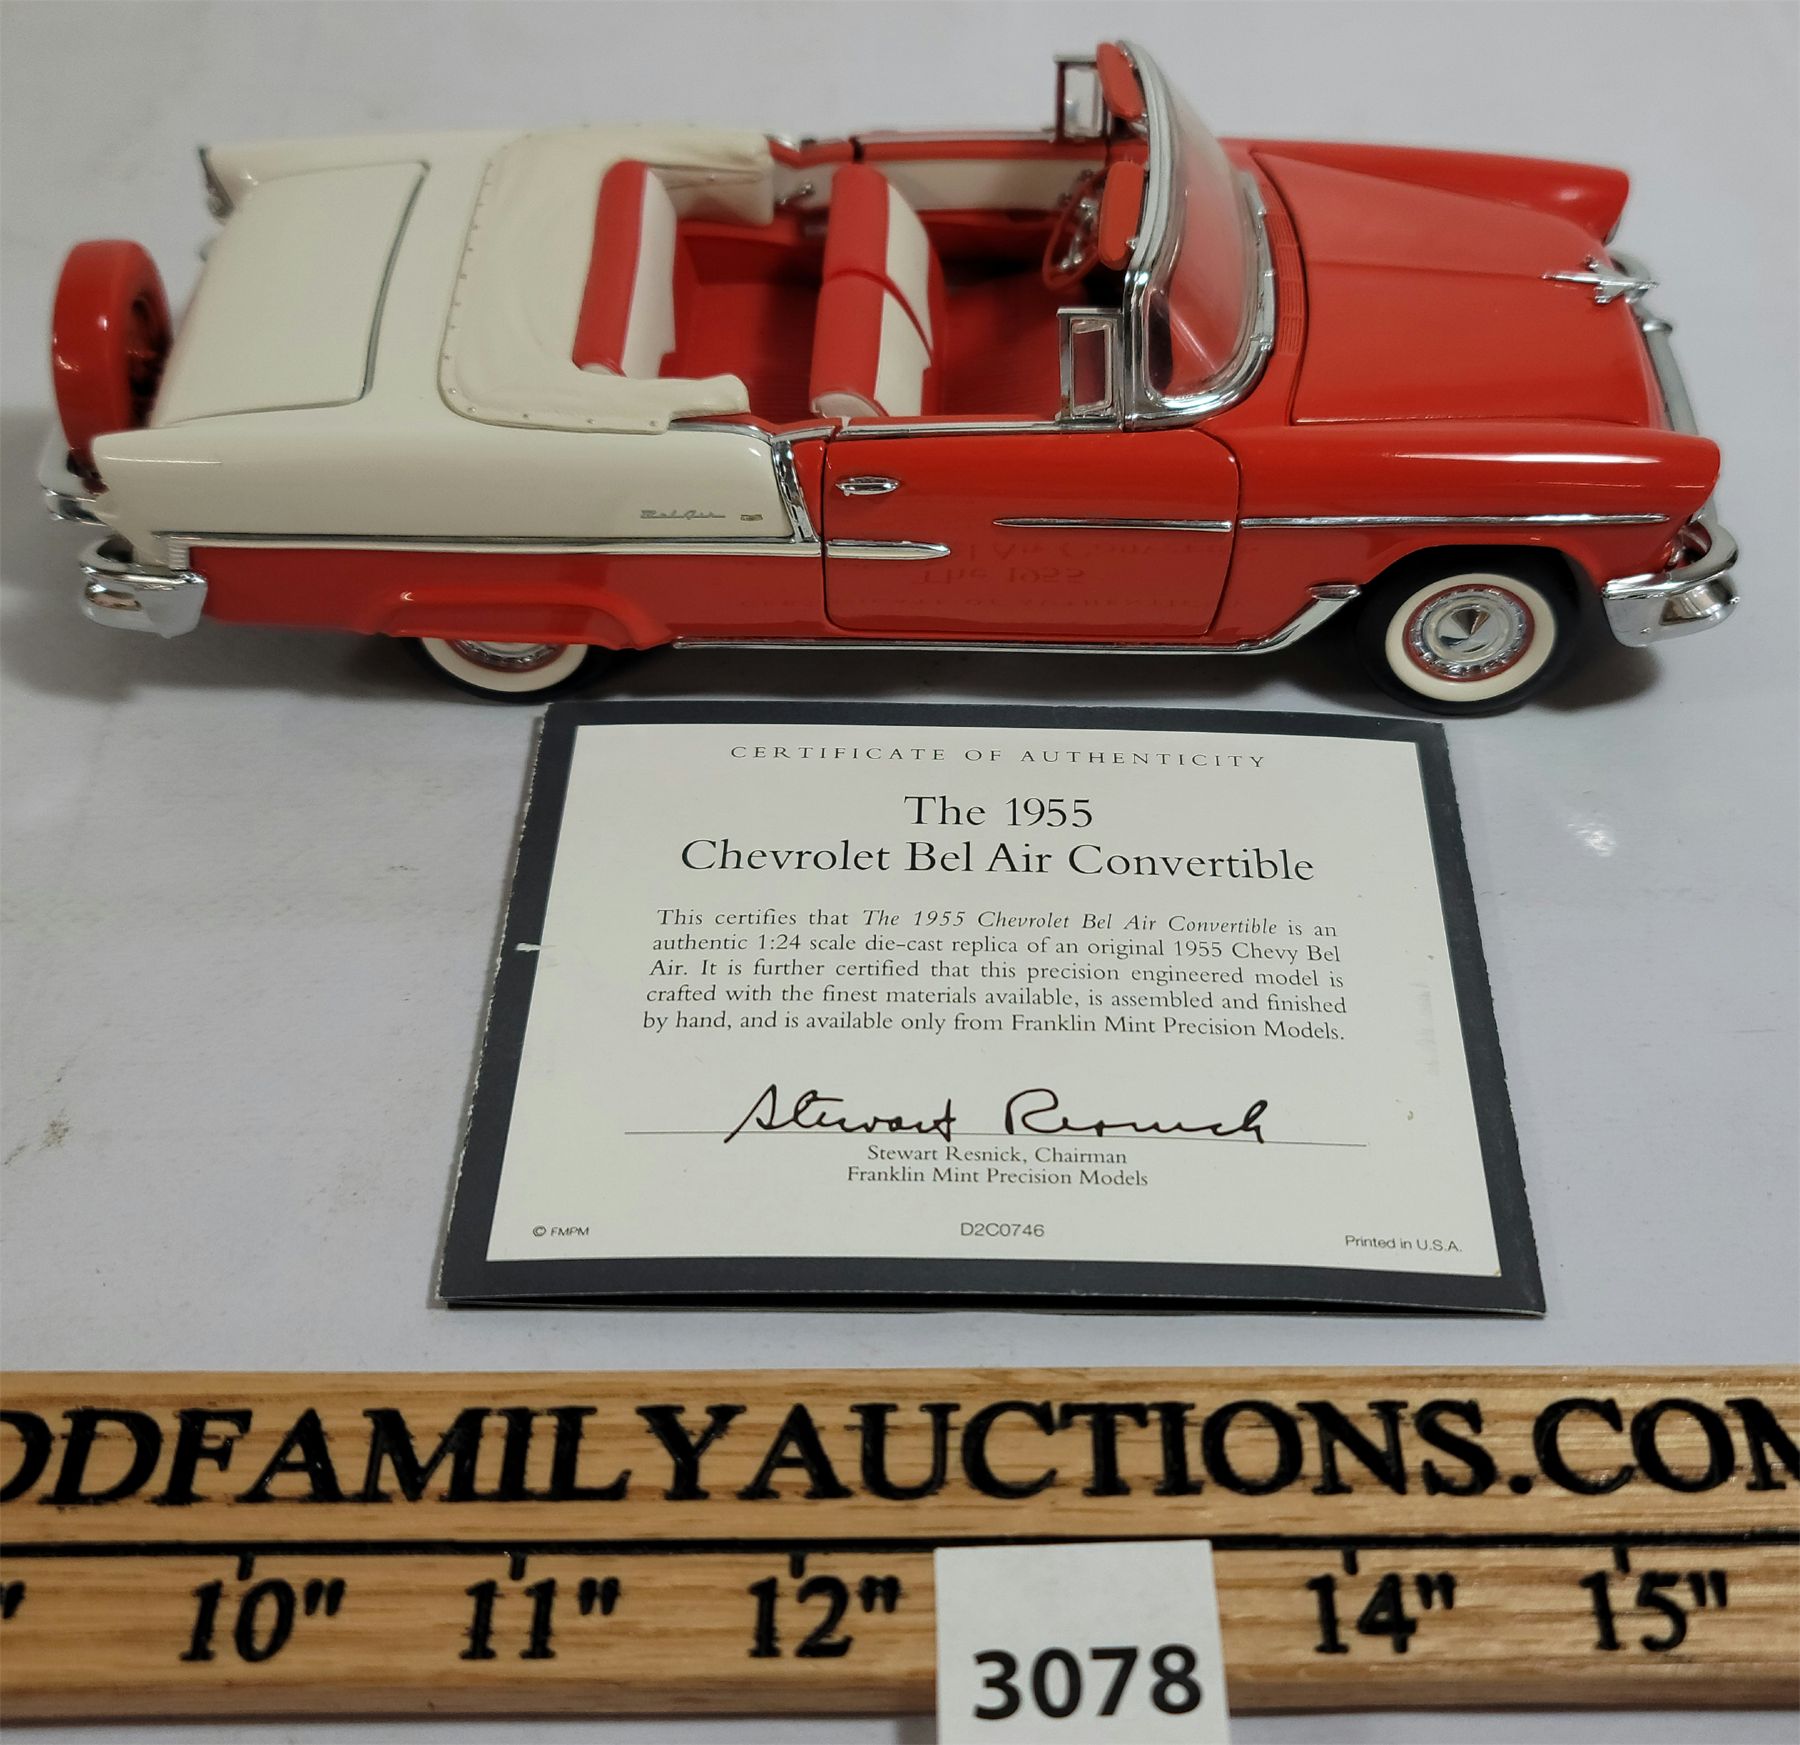 Bel Air
CERTIFICATE OF AUTHENTICITY
The 1955
Chevrolet Bel Air Convertible
This certifies that The 1955 Chevrolet Bel Air Convertible is an
authentic 1:24 scale die-cast replica of an original 1955 Chevy Bel
Air. It is further certified that this precision engineered model is
crafted with the finest materials available, is assembled and finished
by hand, and is available only from Franklin Mint Precision Models.
Stewart Resnick
Stewart Resnick, Chairman
Franklin Mint Precision Models
© FMPM
D2C0746
Printed in U.S.A.
DDFAMILYAUCTIONS.COM
10" 11" 12" 14" 15"
3078